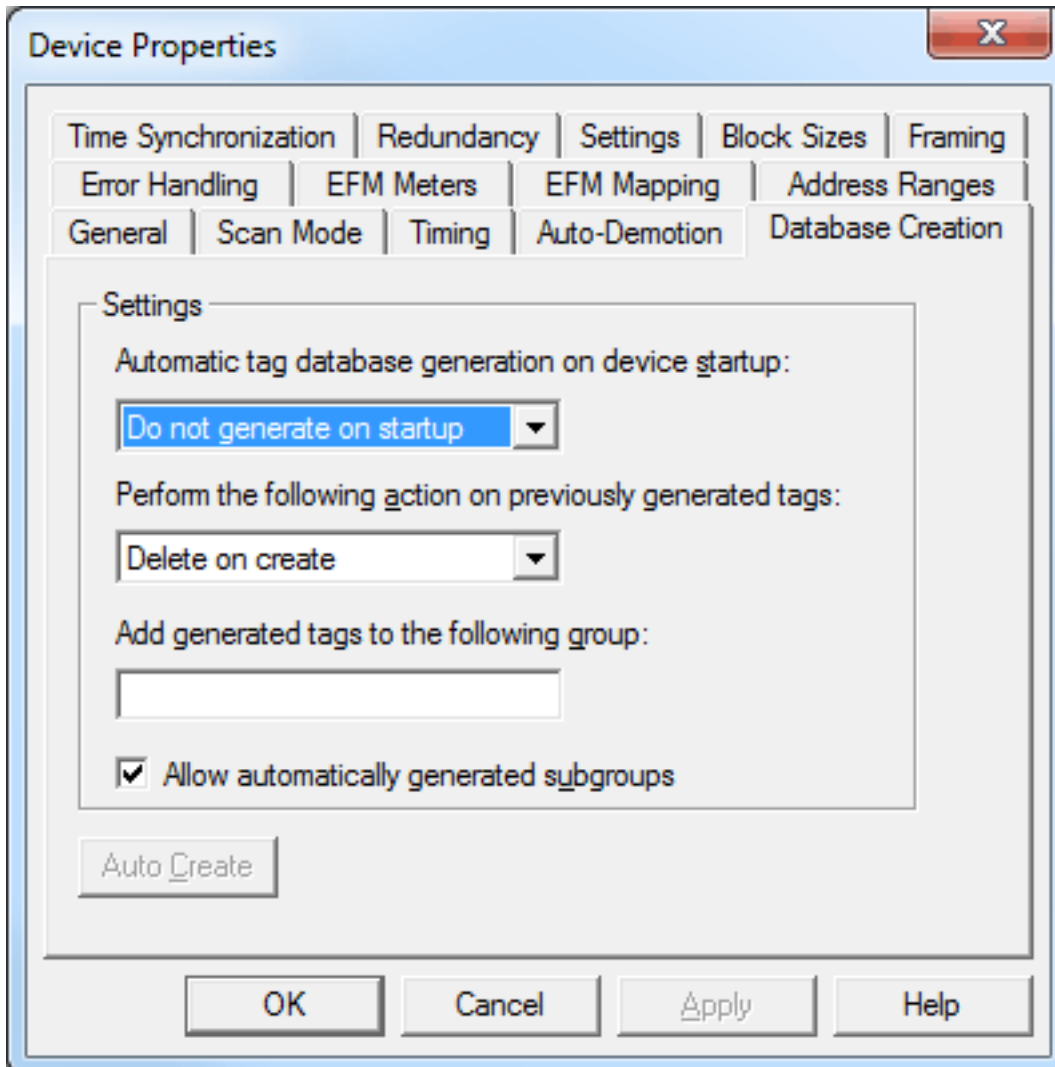 Device Properties
Time Synchronization Redundancy Settings Block Sizes Framing
Error Handling EFM Meters EFM Mapping Address Ranges
General Scan Mode Timing Auto-Demotion Database Creation
Settings
Automatic tag database generation on device startup:
Do not generate on startup
Perform the following action on previously generated tags:
Delete on create
Add generated tags to the following group:
Allow automatically generated subgroups
Auto Create
OK Cancel Apply Help